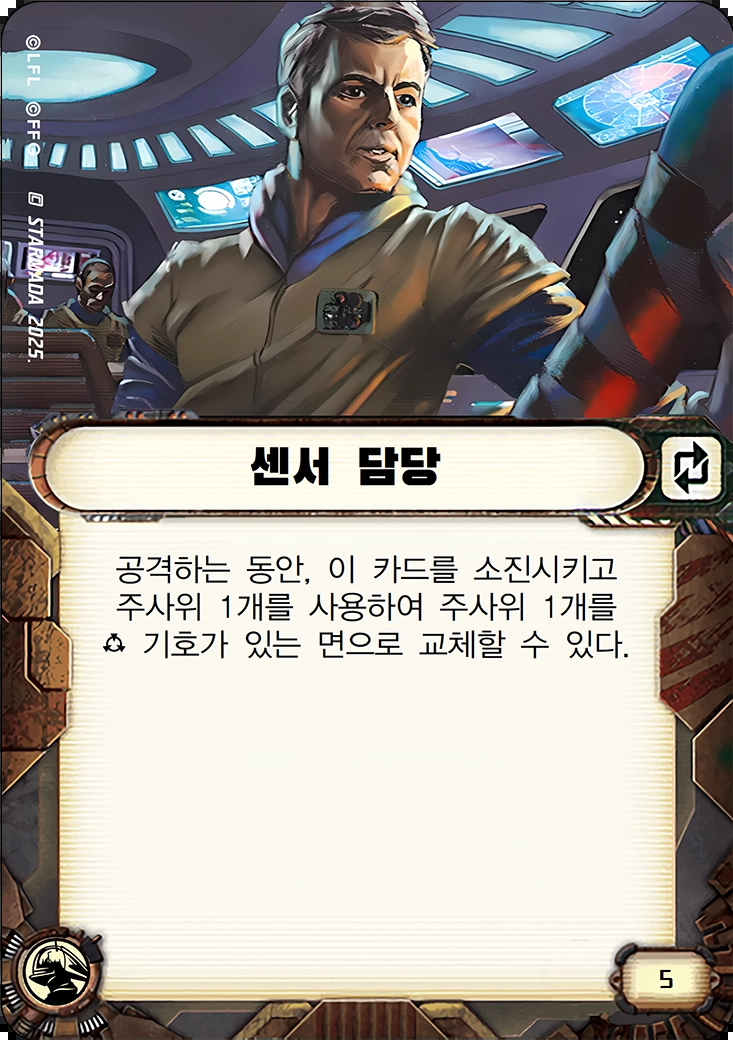 ©LFL ©FFG
STARMADA 2025.
센서 담당
공격하는 동안, 이 카드를 소진시키고
주사위 1개를 사용하여 주사위 1개를
기호가 있는 면으로 교체할 수 있다.
5